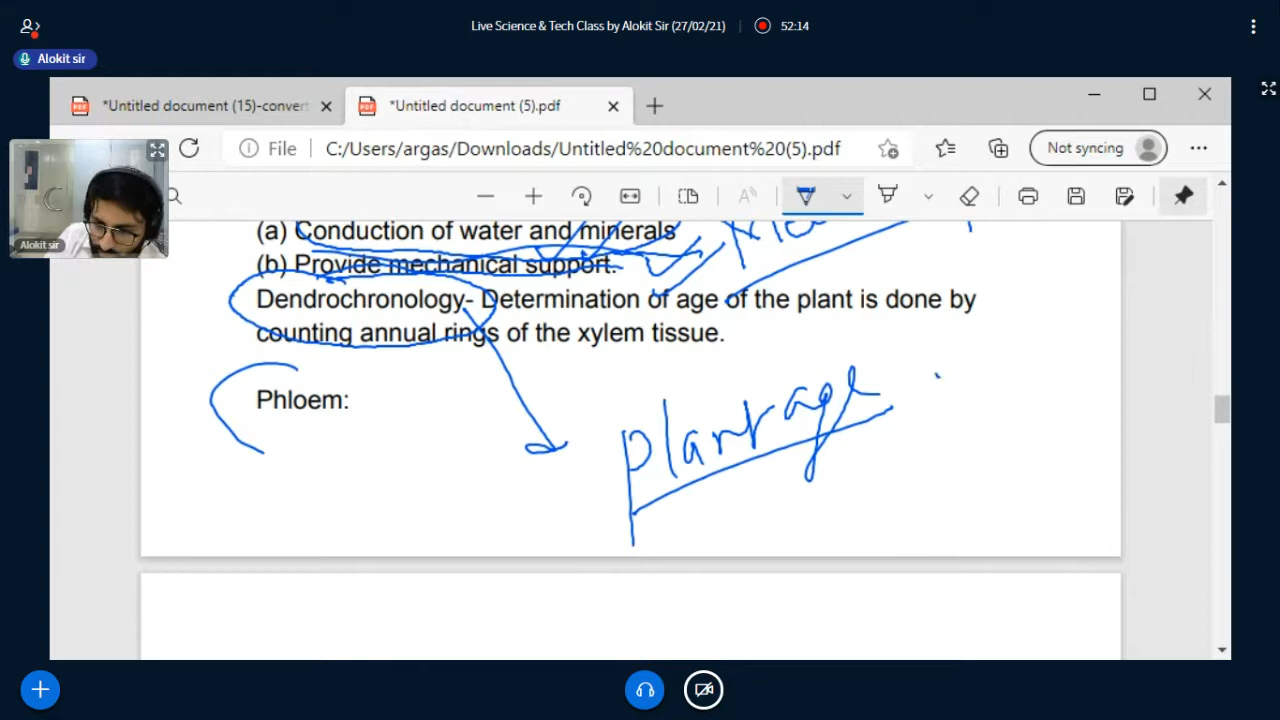 Live Science & Tech Class by Alokit Sir (27/02/21)
52:14
Alokit sir
*Untitled document (15)-convert
*Untitled document (5).pdf
File
C:/Users/argas/Downloads/Untitled%20document%20(5).pdf
Not syncing
Alokit sir
(a) Conduction of water and minerals
(b) Provide mechanical support.
Dendrochronology- Determination of age of the plant is done by
counting annual rings of the xylem tissue.
Phloem:
plant age